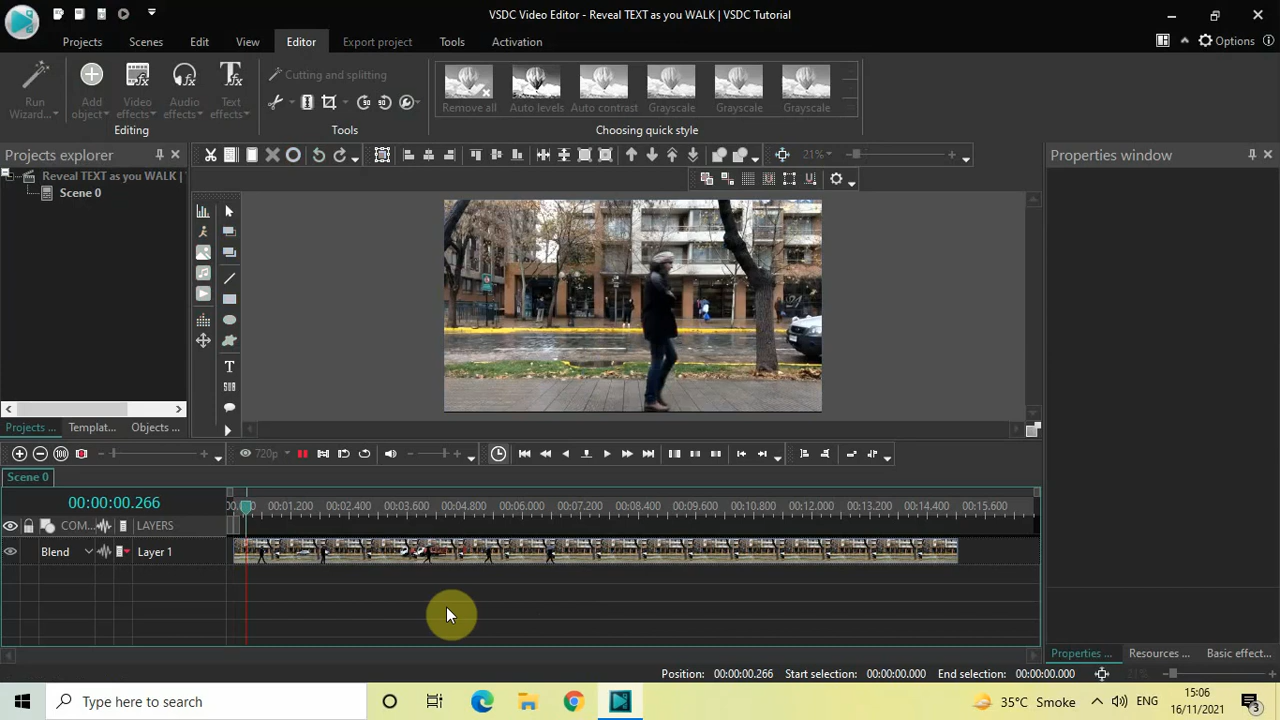 VSDC Video Editor - Reveal TEXT as you WALK | VSDC Tutorial
Projects Scenes Edit View Editor Export project Tools Activation
Options
Run Wizard...
Add object
Video effects
Audio effects
Text effects
Editing
Cutting and splitting
Tools
Remove all Auto levels Auto contrast Grayscale Grayscale Grayscale
Choosing quick style
Projects explorer
21%
Properties window
Reveal TEXT as you WALK |
Scene 0
T
SUB
Projects ... Templat... Objects ...
720p
Scene 0
00:00:00.266
00:01.200 00:02.400 00:03.600 00:04.800 00:06.000 00:07.200 00:08.400 00:09.600 00:10.800 00:12.000 00:13.200 00:14.400 00:15.600
COM... LAYERS
Blend Layer 1
Properties ... Resources ... Basic effect...
Position: 00:00:00.266 Start selection: 00:00:00.000 End selection: 00:00:00.000
Type here to search
35°C Smoke
ENG
15:06
16/11/2021
3